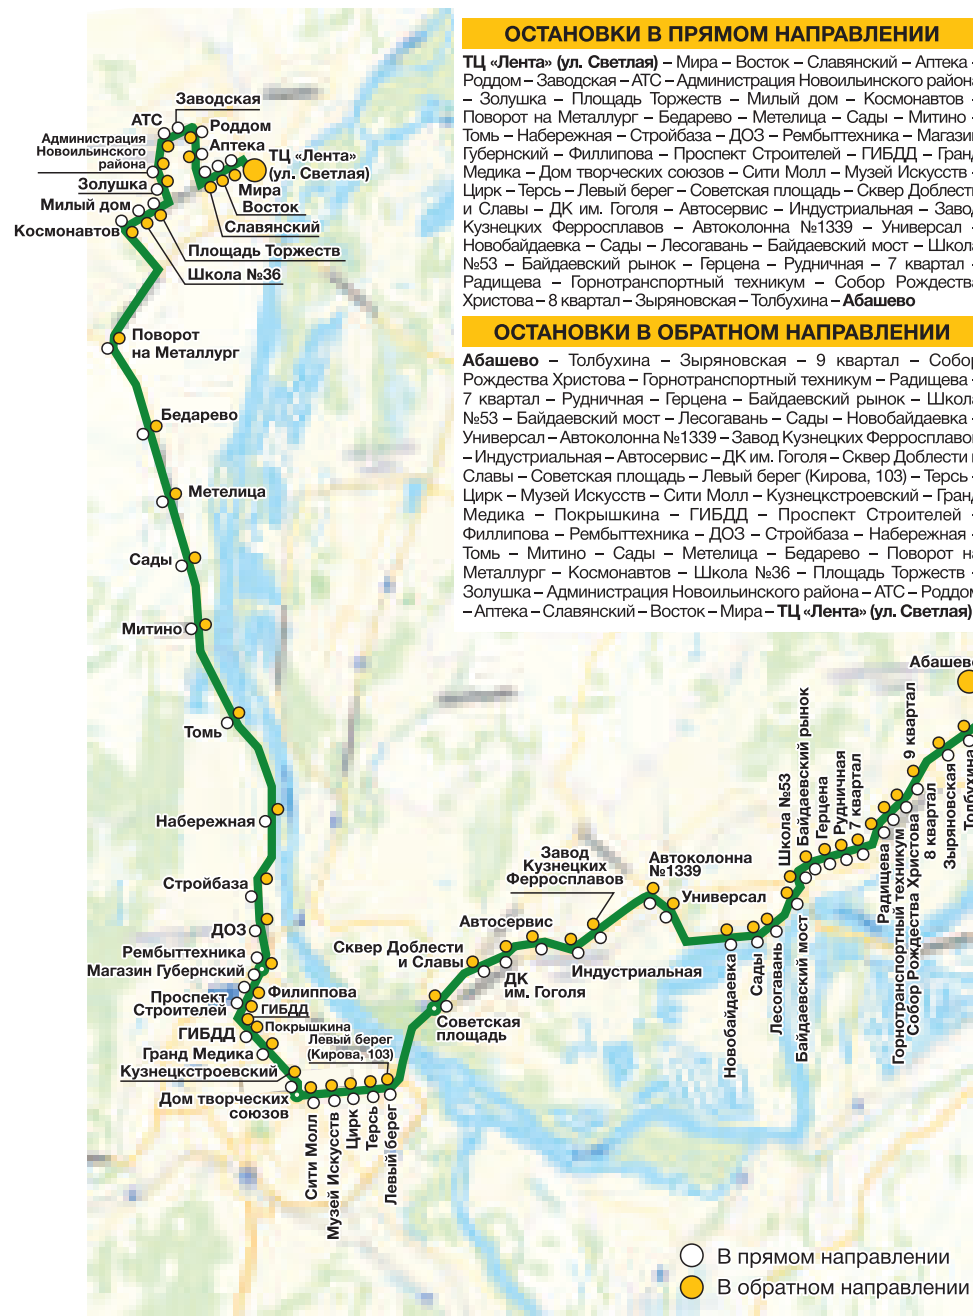 ОСТАНОВКИ В ПРЯМОМ НАПРАВЛЕНИИ
ТЦ «Лента» (ул. Светлая) – Мира – Восток – Славянский – Аптека -
Роддом – Заводская – АТС – Администрация Новоильинского района
– Золушка – Площадь Торжеств – Милый дом – Космонавтов -
Поворот на Металлург – Бедарево – Метелица – Сады – Митино -
Томь – Набережная – Стройбаза – ДОЗ – Рембыттехника – Магазин
Губернский – Филиппова – Проспект Строителей – ГИБДД – Гранд
Медика – Дом творческих союзов – Сити Молл – Музей Искусств -
Цирк – Терсь – Левый берег – Советская площадь – Сквер Доблести
и Славы – ДК им. Гоголя – Автосервис – Индустриальная – Завод
Кузнецких Ферросплавов – Автоколонна №1339 – Универсал -
Новобайдаевка – Сады – Лесогавань – Байдаевский мост – Школа
№53 – Байдаевский рынок – Герцена – Рудничная – 7 квартал -
Радищева – Горнотранспортный техникум – Собор Рождества
Христова – 8 квартал – Зыряновская – Толбухина – Абашево
ОСТАНОВКИ В ОБРАТНОМ НАПРАВЛЕНИИ
Абашево – Толбухина – Зыряновская – 9 квартал – Собор
Рождества Христова – Горнотранспортный техникум – Радищева -
7 квартал – Рудничная – Герцена – Байдаевский рынок – Школа
№53 – Байдаевский мост – Лесогавань – Сады – Новобайдаевка -
Универсал – Автоколонна №1339 – Завод Кузнецких Ферросплавов
– Индустриальная – Автосервис – ДК им. Гоголя – Сквер Доблести и
Славы – Советская площадь – Левый берег (Кирова, 103) – Терсь -
Цирк – Музей Искусств – Сити Молл – Кузнецкстроевский – Гранд
Медика – Покрышкина – ГИБДД – Проспект Строителей -
Филиппова – Рембыттехника – ДОЗ – Стройбаза – Набережная -
Томь – Митино – Сады – Метелица – Бедарево – Поворот на
Металлург – Космонавтов – Школа №36 – Площадь Торжеств -
Золушка – Администрация Новоильинского района – АТС – Роддом
– Аптека – Славянский – Восток – Мира – ТЦ «Лента» (ул. Светлая)
Заводская
АТС
Роддом
Администрация
Новоильинского
района
Аптека
ТЦ «Лента»
(ул. Светлая)
Золушка
Мира
Милый дом
Восток
Космонавтов
Славянский
Площадь Торжеств
Школа №36
Поворот
на Металлург
Бедарево
Метелица
Сады
Митино
Томь
Набережная
Стройбаза
ДОЗ
Рембыттехника
Магазин Губернский
Проспект
Строителей
Филиппова
ГИБДД
Покрышкина
ГИБДД
Левый берег
(Кирова, 103)
Гранд Медика
Кузнецкстроевский
Дом творческих
союзов
Сити Молл
Музей Искусств
Цирк
Терсь
Левый берег
Советская
площадь
Сквер Доблести
и Славы
ДК
им. Гоголя
Автосервис
Индустриальная
Завод
Кузнецких
Ферросплавов
Автоколонна
№1339
Универсал
Новобайдаевка
Сады
Лесогавань
Байдаевский мост
Школа №53
Байдаевский рынок
Герцена
Рудничная
7 квартал
Радищева
Горнотранспортный техникум
Собор Рождества Христова
8 квартал
9 квартал
Зыряновская
Толбухина
Абашево
В прямом направлении
В обратном направлении